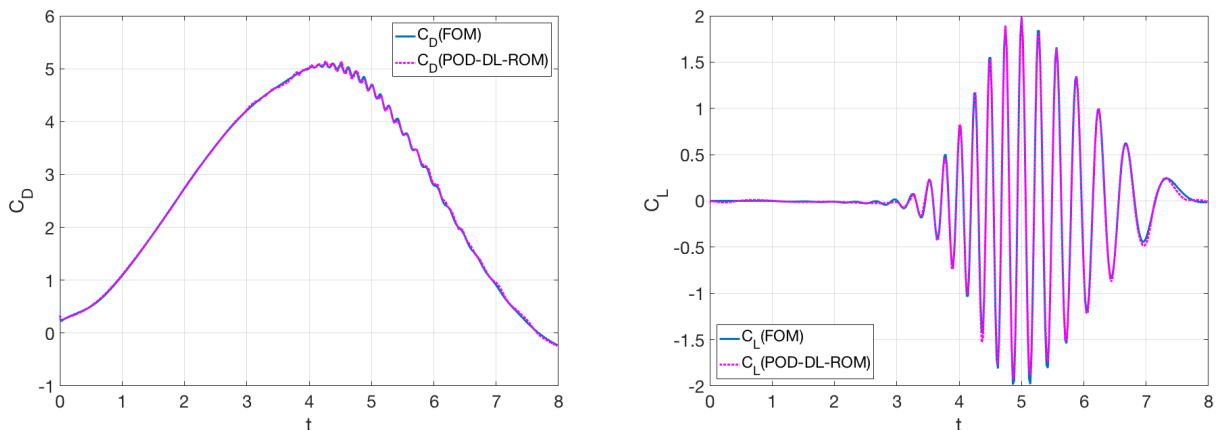 6
5
4
3
2
1
0
-1
C_D
0 1 2 3 4 5 6 7 8
t
C_D(FOM)
C_D(POD-DL-ROM)
2
1.5
1
0.5
0
-0.5
-1
-1.5
-2
C_L
0 1 2 3 4 5 6 7 8
t
C_L(FOM)
C_L(POD-DL-ROM)